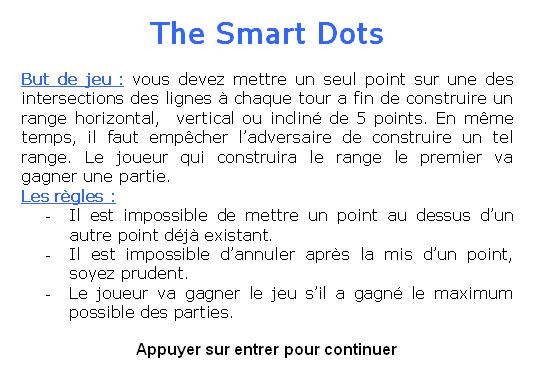 The Smart Dots
But de jeu : vous devez mettre un seul point sur une des
intersections des lignes à chaque tour a fin de construire un
range horizontal, vertical ou incliné de 5 points. En même
temps, il faut empêcher l'adversaire de construire un tel
range. Le joueur qui construira le range le premier va
gagner une partie.
Les règles :
- Il est impossible de mettre un point au dessus d'un
autre point déjà existant.
- Il est impossible d'annuler après la mis d'un point,
soyez prudent.
- Le joueur va gagner le jeu s'il a gagné le maximum
possible des parties.
Appuyer sur entrer pour continuer